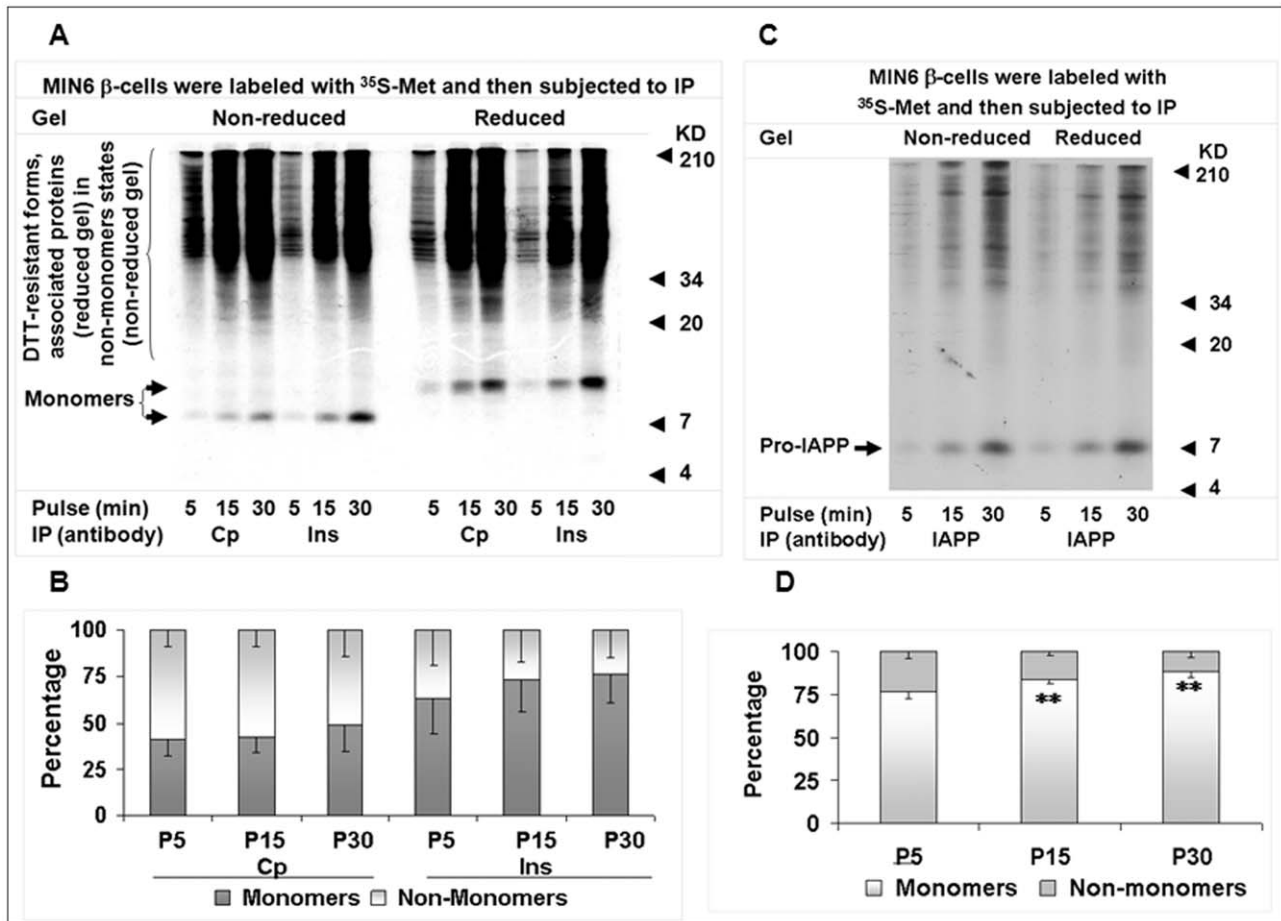 A
MIN6 β-cells were labeled with ³⁵S-Met and then subjected to IP
Gel Non-reduced Reduced
KD
210
34
20
7
4
DTT-resistant forms,
associated proteins
(reduced gel) in
non-monomers states
(non-reduced gel)
Monomers
Pulse (min) 5 15 30 5 15 30 5 15 30 5 15 30
IP (antibody) Cp Ins Cp Ins
C
MIN6 β-cells were labeled with
³⁵S-Met and then subjected to IP
Gel Non-reduced Reduced
KD
210
34
20
Pro-IAPP 7
4
Pulse (min) 5 15 30 5 15 30
IP (antibody) IAPP IAPP
B
Percentage
100
75
50
25
0
P5 P15 P30 P5 P15 P30
Cp Ins
Monomers Non-Monomers
D
Percentage
100
75
50
25
0
** **
P5 P15 P30
Monomers Non-monomers